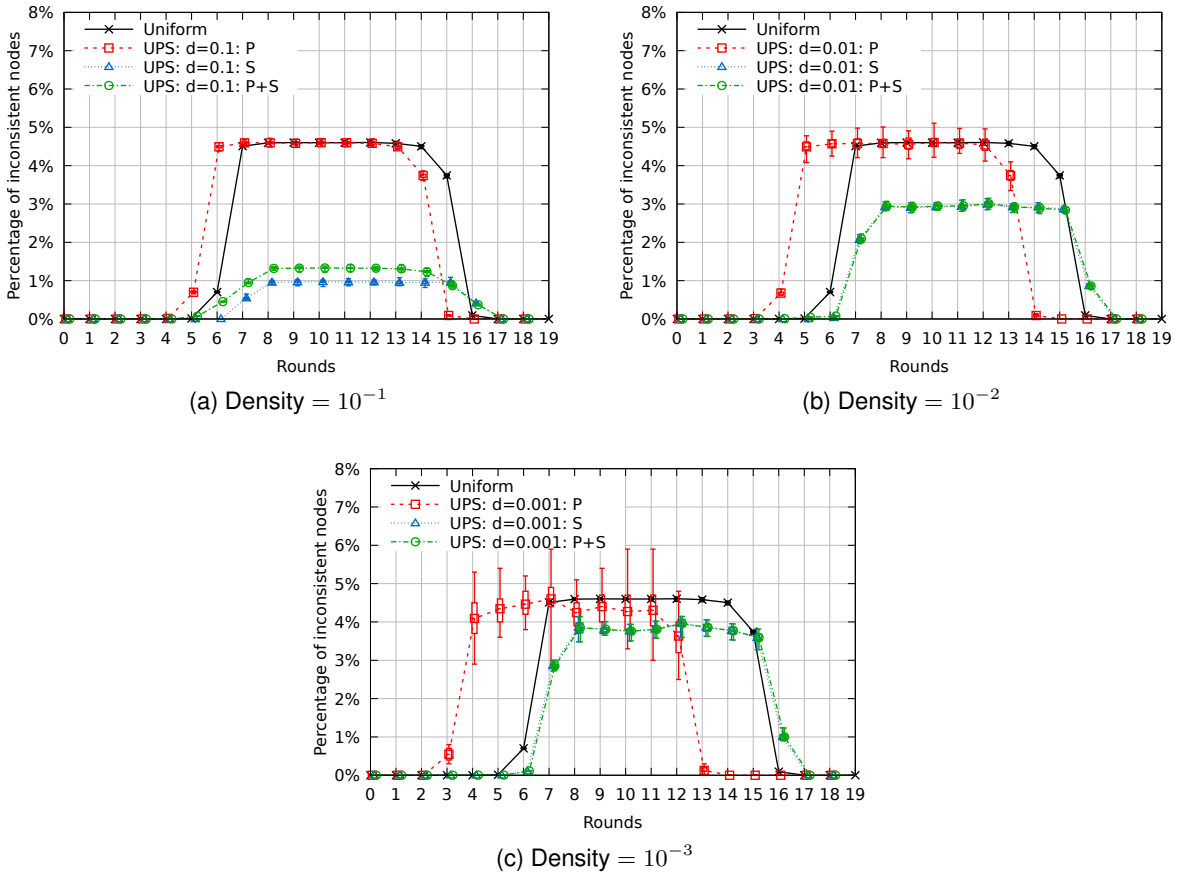 8%
7%
6%
5%
4%
3%
2%
1%
0%
Percentage of inconsistent nodes
Uniform
UPS: d=0.1: P
UPS: d=0.1: S
UPS: d=0.1: P+S
0 1 2 3 4 5 6 7 8 9 10 11 12 13 14 15 16 17 18 19
Rounds
(a) Density = 10⁻¹
8%
7%
6%
5%
4%
3%
2%
1%
0%
Percentage of inconsistent nodes
Uniform
UPS: d=0.01: P
UPS: d=0.01: S
UPS: d=0.01: P+S
0 1 2 3 4 5 6 7 8 9 10 11 12 13 14 15 16 17 18 19
Rounds
(b) Density = 10⁻²
8%
7%
6%
5%
4%
3%
2%
1%
0%
Percentage of inconsistent nodes
Uniform
UPS: d=0.001: P
UPS: d=0.001: S
UPS: d=0.001: P+S
0 1 2 3 4 5 6 7 8 9 10 11 12 13 14 15 16 17 18 19
Rounds
(c) Density = 10⁻³